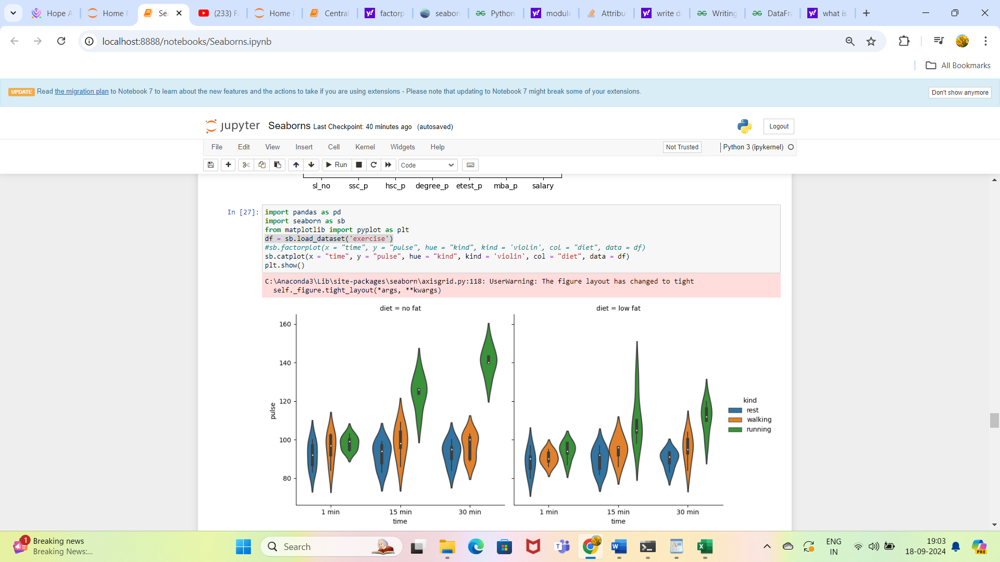 Hope A
Home
Sea
(233) F
Home
Central
factorp
seabor
Python
module
Attribu
write d
Writing
DataFra
what is
localhost:8888/notebooks/Seaborns.ipynb
All Bookmarks
UPDATE Read the migration plan to Notebook 7 to learn about the new features and the actions to take if you are using extensions - Please note that updating to Notebook 7 might break some of your extensions.
Don't show anymore
jupyter Seaborns Last Checkpoint: 40 minutes ago (autosaved)
Logout
File Edit View Insert Cell Kernel Widgets Help
Not Trusted
Python 3 (ipykernel)
Run
Code
sl_no ssc_p hsc_p degree_p etest_p mba_p salary
In [27]:
import pandas as pd
import seaborn as sb
from matplotlib import pyplot as plt
df = sb.load_dataset('exercise')
#sb.factorplot(x = "time", y = "pulse", hue = "kind", kind = 'violin', col = "diet", data = df)
sb.catplot(x = "time", y = "pulse", hue = "kind", kind = 'violin', col = "diet", data = df)
plt.show()
C:\Anaconda3\Lib\site-packages\seaborn\axisgrid.py:118: UserWarning: The figure layout has changed to tight
self._figure.tight_layout(*args, **kwargs)
diet = no fat
diet = low fat
160
140
120
100
80
pulse
kind
rest
walking
running
1 min 15 min 30 min
time
1 min 15 min 30 min
time
1
Breaking news
Breaking News:...
Search
ENG
IN
19:03
18-09-2024
PRE